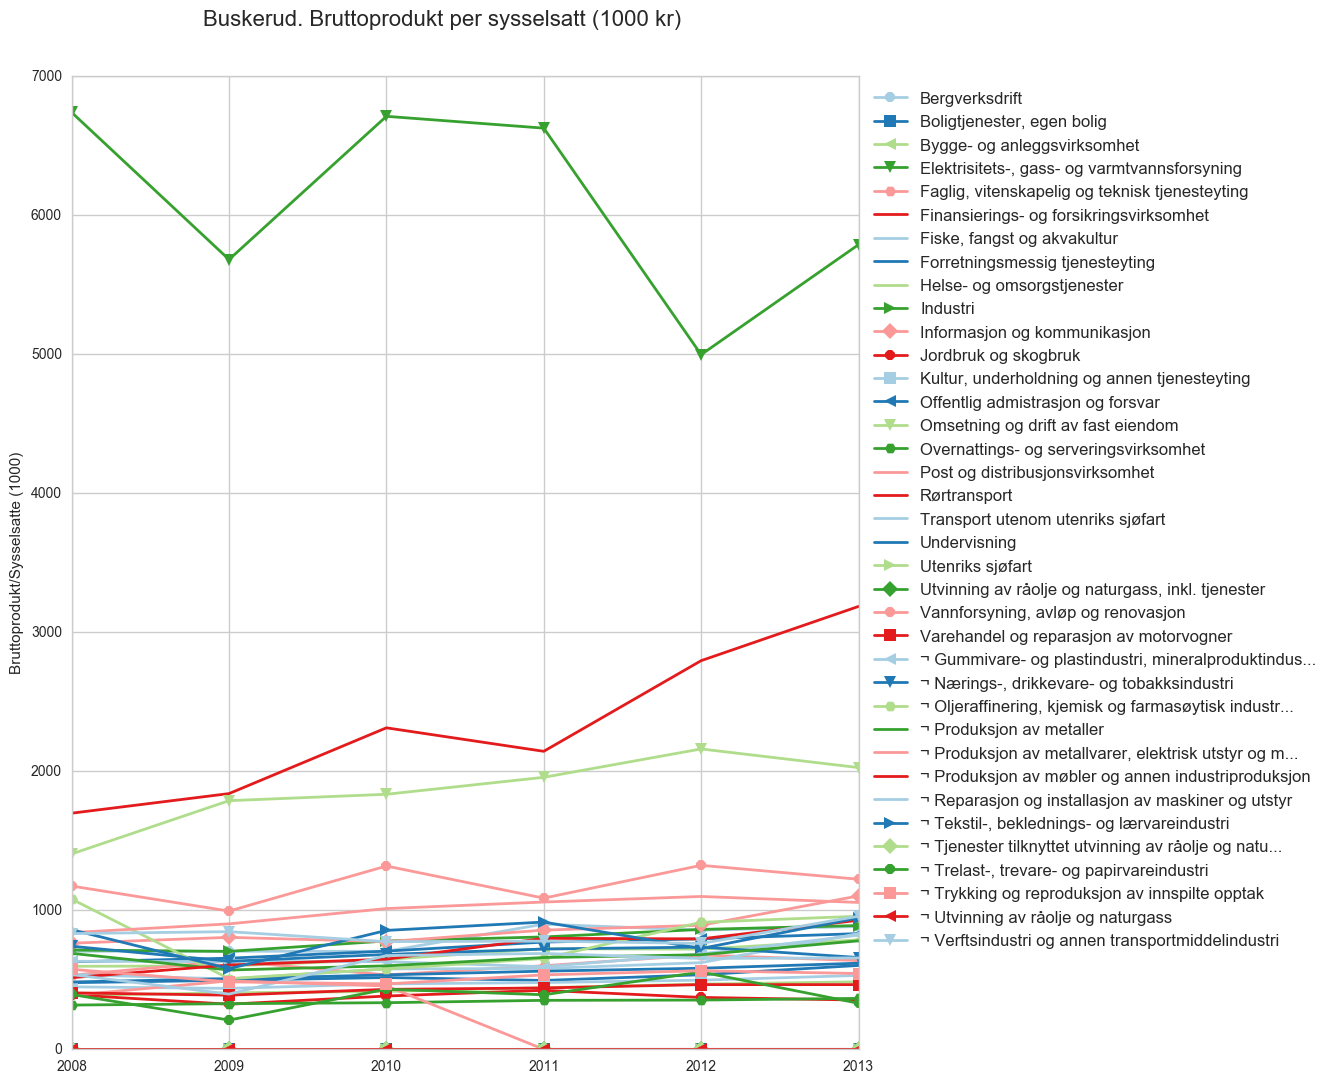 Buskerud. Bruttoprodukt per sysselsatt (1000 kr)
Bruttoprodukt/Sysselsatte (1000)
7000
6000
5000
4000
3000
2000
1000
0
2008
2009
2010
2011
2012
2013
Bergverksdrift
Boligtjenester, egen bolig
Bygge- og anleggsvirksomhet
Elektrisitets-, gass- og varmtvannsforsyning
Faglig, vitenskapelig og teknisk tjenesteyting
Finansierings- og forsikringsvirksomhet
Fiske, fangst og akvakultur
Forretningsmessig tjenesteyting
Helse- og omsorgstjenester
Industri
Informasjon og kommunikasjon
Jordbruk og skogbruk
Kultur, underholdning og annen tjenesteyting
Offentlig admistrasjon og forsvar
Omsetning og drift av fast eiendom
Overnattings- og serveringsvirksomhet
Post og distribusjonsvirksomhet
Rørtransport
Transport utenom utenriks sjøfart
Undervisning
Utenriks sjøfart
Utvinning av råolje og naturgass, inkl. tjenester
Vannforsyning, avløp og renovasjon
Varehandel og reparasjon av motorvogner
¬ Gummivare- og plastindustri, mineralproduktindus...
¬ Nærings-, drikkevare- og tobakksindustri
¬ Oljeraffinering, kjemisk og farmasøytisk industr...
¬ Produksjon av metaller
¬ Produksjon av metallvarer, elektrisk utstyr og m...
¬ Produksjon av møbler og annen industriproduksjon
¬ Reparasjon og installasjon av maskiner og utstyr
¬ Tekstil-, beklednings- og lærvareindustri
¬ Tjenester tilknyttet utvinning av råolje og natu...
¬ Trelast-, trevare- og papirvareindustri
¬ Trykking og reproduksjon av innspilte opptak
¬ Utvinning av råolje og naturgass
¬ Verftsindustri og annen transportmiddelindustri